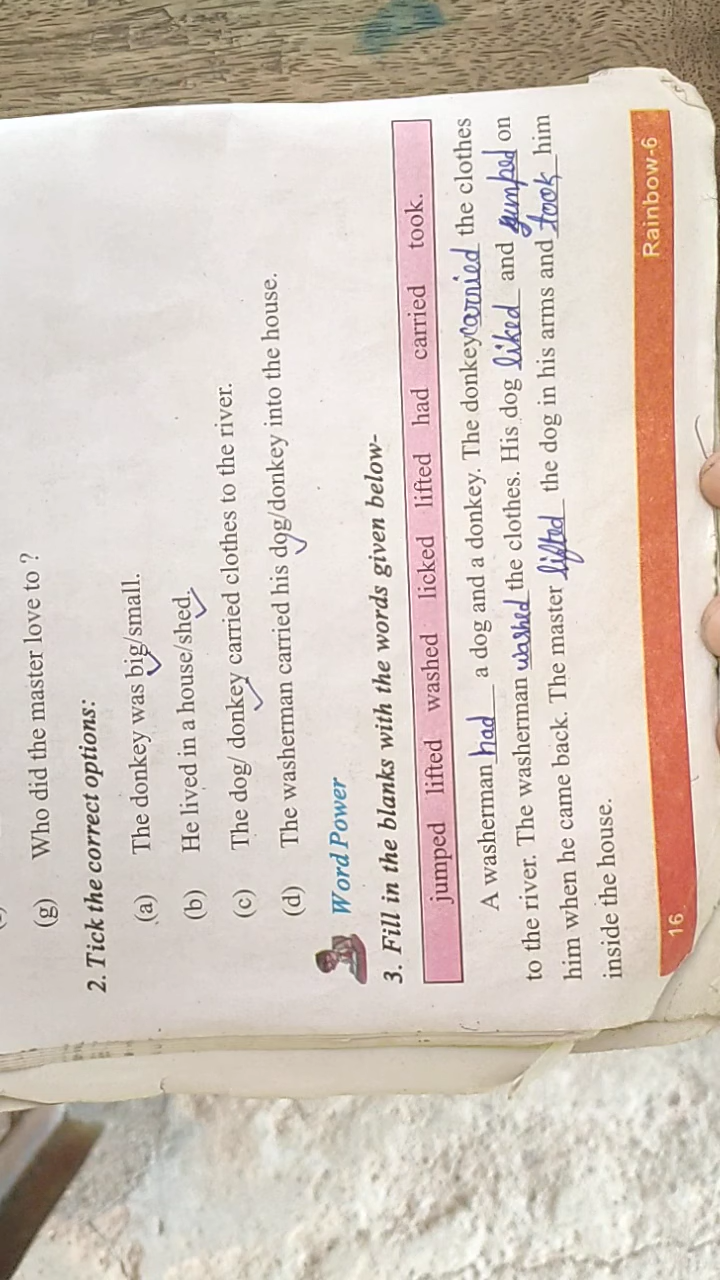 (g) Who did the master love to ?
2. Tick the correct options:
(a) The donkey was big/small.
(b) He lived in a house/shed.
(c) The dog/ donkey carried clothes to the river.
(d) The washerman carried his dog/donkey into the house.
Word Power
3. Fill in the blanks with the words given below-
jumped lifted washed licked lifted had carried took.
A washerman had a dog and a donkey. The donkey carried the clothes
to the river. The washerman washed the clothes. His dog liked and jumped on
him when he came back. The master lifted the dog in his arms and took him
inside the house.
16 Rainbow-6